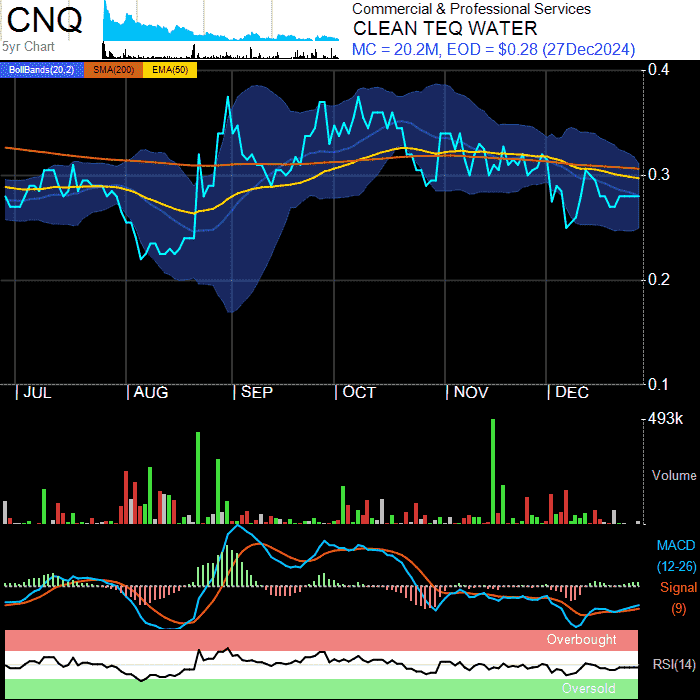 CNQ
5yr Chart
Commercial & Professional Services
CLEAN TEQ WATER
MC = 20.2M, EOD = $0.28 (27Dec2024)
BollBands(20,2) SMA(200) EMA(50)
0.4
0.3
0.2
0.1
JUL AUG SEP OCT NOV DEC
493k
Volume
MACD
(12-26)
Signal
(9)
Overbought
RSI(14)
Oversold